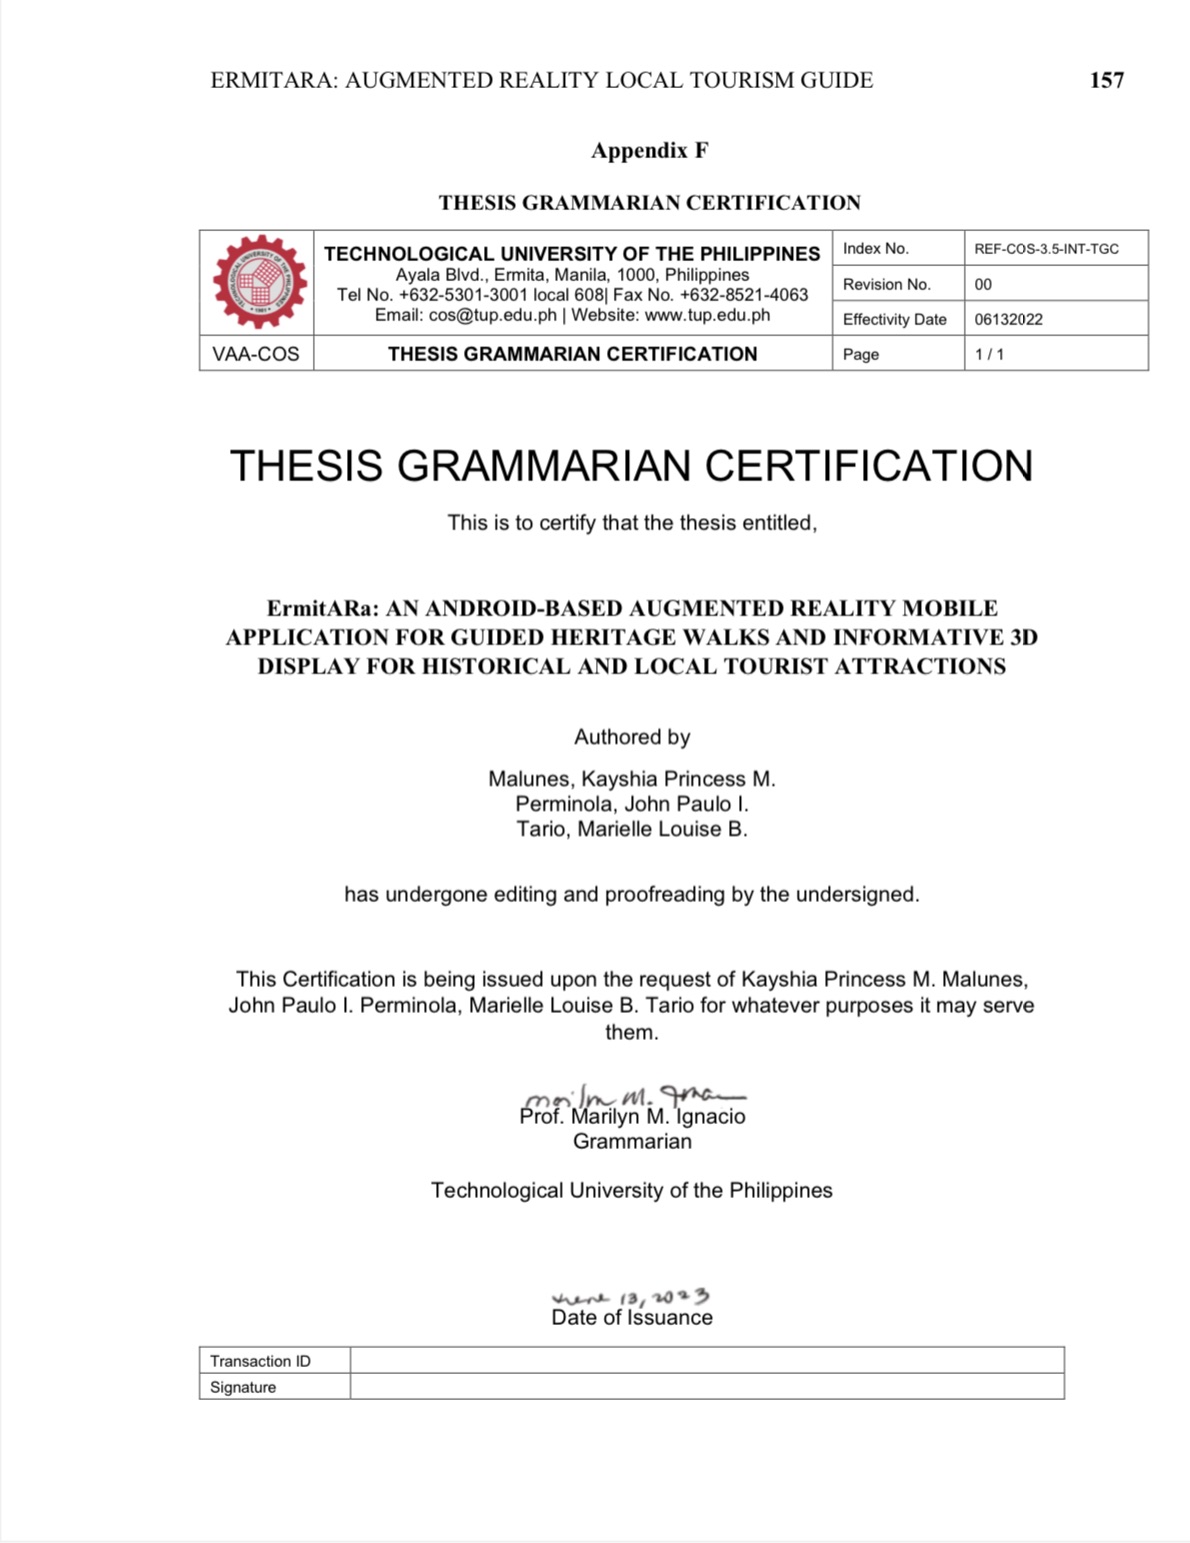 ERMITARA: AUGMENTED REALITY LOCAL TOURISM GUIDE 157
Appendix F
THESIS GRAMMARIAN CERTIFICATION
TECHNOLOGICAL UNIVERSITY OF THE PHILIPPINES
Ayala Blvd., Ermita, Manila, 1000, Philippines
Tel No. +632-5301-3001 local 608| Fax No. +632-8521-4063
Email: cos@tup.edu.ph | Website: www.tup.edu.ph
Index No. REF-COS-3.5-INT-TGC
Revision No. 00
Effectivity Date 06132022
VAA-COS THESIS GRAMMARIAN CERTIFICATION Page 1 / 1
THESIS GRAMMARIAN CERTIFICATION
This is to certify that the thesis entitled,
ErmitARa: AN ANDROID-BASED AUGMENTED REALITY MOBILE
APPLICATION FOR GUIDED HERITAGE WALKS AND INFORMATIVE 3D
DISPLAY FOR HISTORICAL AND LOCAL TOURIST ATTRACTIONS
Authored by
Malunes, Kayshia Princess M.
Perminola, John Paulo I.
Tario, Marielle Louise B.
has undergone editing and proofreading by the undersigned.
This Certification is being issued upon the request of Kayshia Princess M. Malunes,
John Paulo I. Perminola, Marielle Louise B. Tario for whatever purposes it may serve
them.
Prof. Marilyn M. Ignacio
Grammarian
Technological University of the Philippines
June 13, 2023
Date of Issuance
Transaction ID
Signature